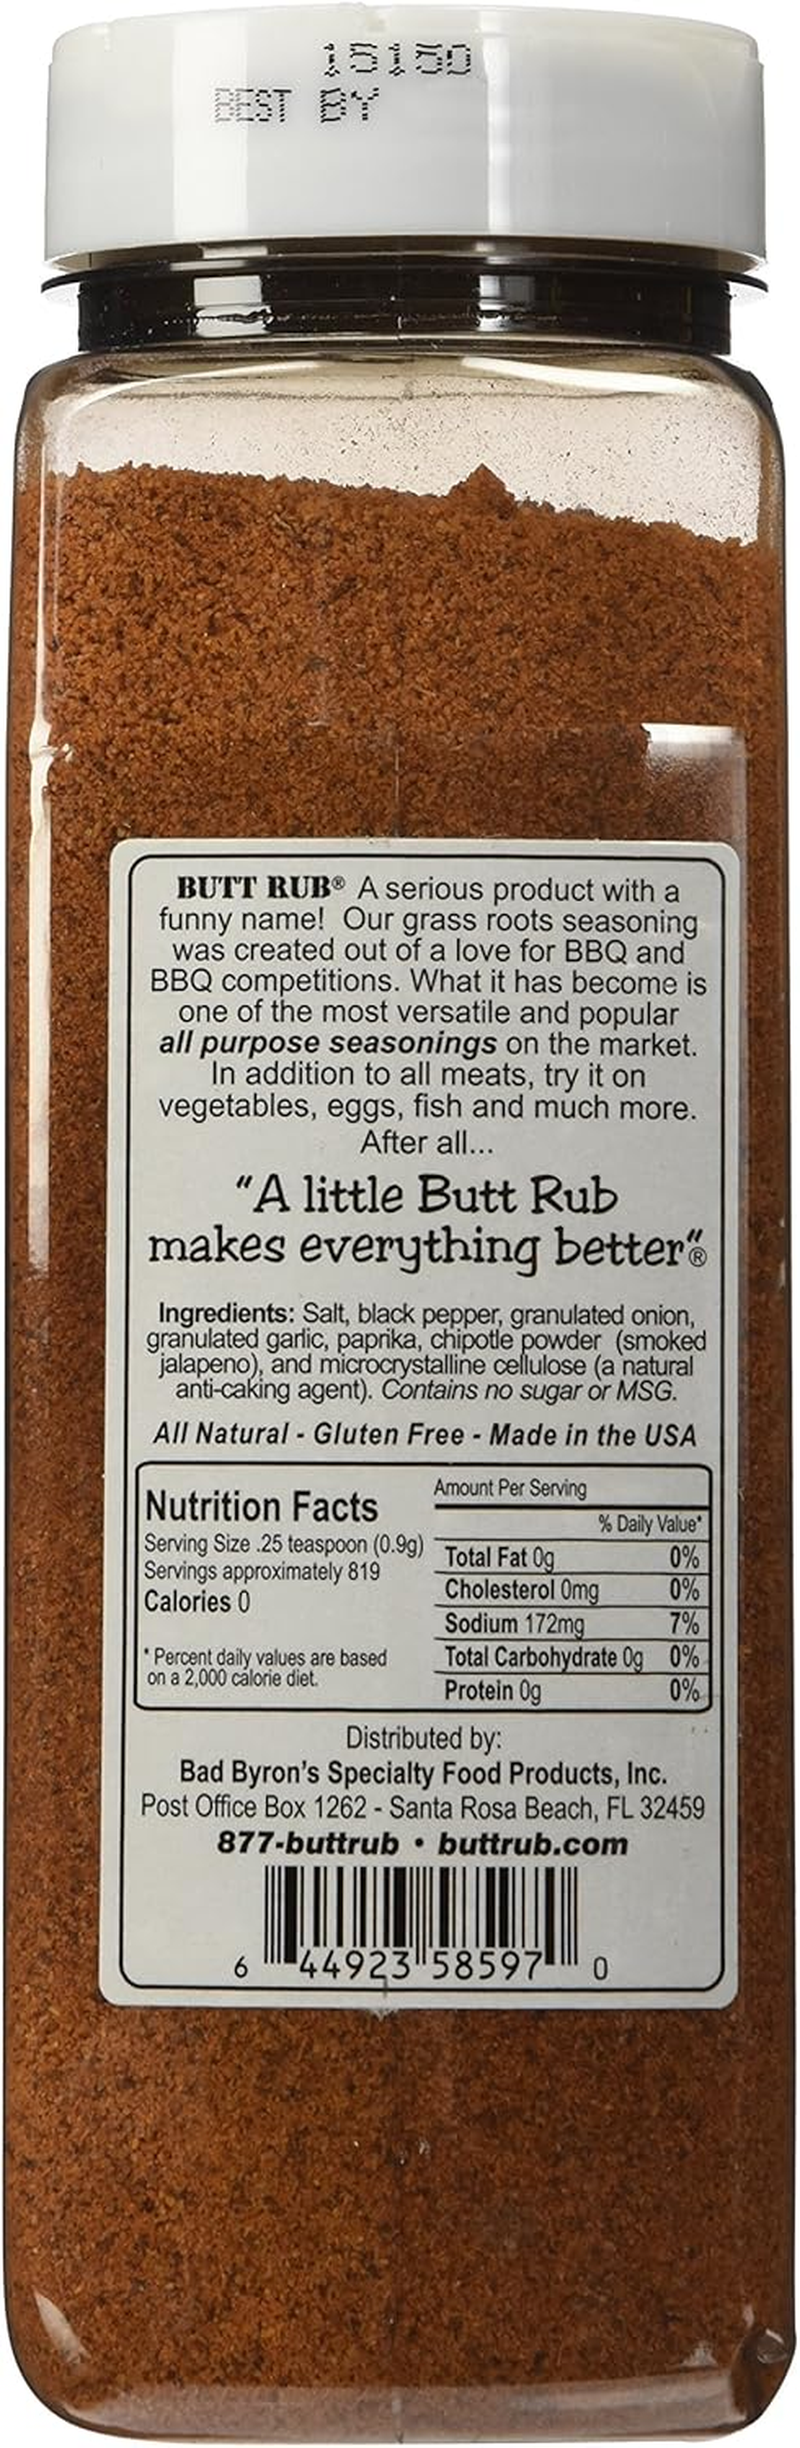 15150
BEST BY
BUTT RUB® A serious product with a
funny name! Our grass roots seasoning
was created out of a love for BBQ and
BBQ competitions. What it has become is
one of the most versatile and popular
all purpose seasonings on the market.
In addition to all meats, try it on
vegetables, eggs, fish and much more.
After all...
“A little Butt Rub
makes everything better“®
Ingredients: Salt, black pepper, granulated onion,
granulated garlic, paprika, chipotle powder (smoked
jalapeno), and microcrystalline cellulose (a natural
anti-caking agent). Contains no sugar or MSG.
All Natural - Gluten Free - Made in the USA
Nutrition Facts
Serving Size .25 teaspoon (0.9g)
Servings approximately 819
Calories 0
* Percent daily values are based
on a 2,000 calorie diet.
Amount Per Serving
% Daily Value*
Total Fat 0g 0%
Cholesterol 0mg 0%
Sodium 172mg 7%
Total Carbohydrate 0g 0%
Protein 0g 0%
Distributed by:
Bad Byron's Specialty Food Products, Inc.
Post Office Box 1262 - Santa Rosa Beach, FL 32459
877-buttrub • buttrub.com
6 44923 58597 0